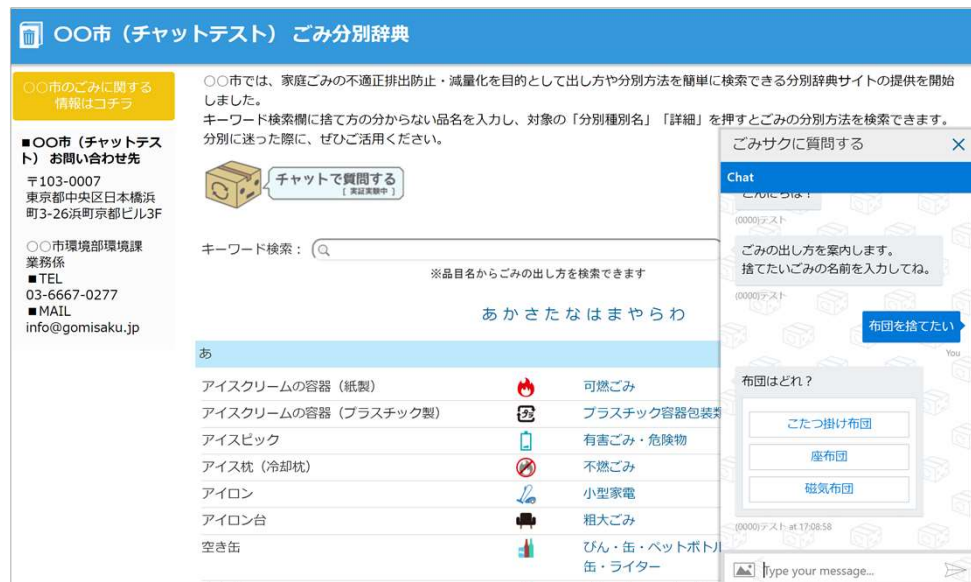 〇〇市（チャットテスト） ごみ分別辞典
〇〇市のごみに関する
情報はコチラ
■〇〇市（チャットテス
ト） お問い合わせ先
〒103-0007
東京都中央区日本橋浜
町3-26浜町京都ビル3F
〇〇市環境部環境課
業務係
■TEL
03-6667-0277
■MAIL
info@gomisaku.jp
〇〇市では、家庭ごみの不適正排出防止・減量化を目的として出し方や分別方法を簡単に検索できる分別辞典サイトの提供を開始
しました。
キーワード検索欄に捨て方の分からない品名を入力し、対象の「分別種別名」「詳細」を押すとごみの分別方法を検索できます。
分別に迷った際に、ぜひご活用ください。
チャットで質問する
[ 実証実験中 ]
キーワード検索：
※品目名からごみの出し方を検索できます
あ か さ た な は ま や ら わ
あ
アイスクリームの容器（紙製） 可燃ごみ
アイスクリームの容器（プラスチック製） プラスチック容器包装類
アイスピック 有害ごみ・危険物
アイス枕（冷却枕） 不燃ごみ
アイロン 小型家電
アイロン台 粗大ごみ
空き缶 びん・缶・ペットボトル
缶・ライター
ごみサクに質問する
Chat
こんにちは！
(0000)テスト
ごみの出し方を案内します。
捨てたいごみの名前を入力してね。
(0000)テスト
布団を捨てたい
You
布団はどれ？
こたつ掛け布団
座布団
磁気布団
(0000)テスト at 17:08:58
Type your message...